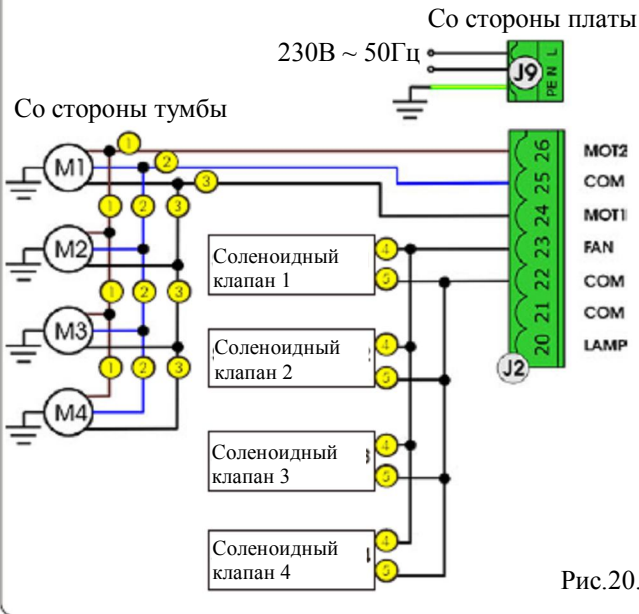 Со стороны платы
230В ~ 50Гц
J9
PE N L
Со стороны тумбы
M1
M2
M3
M4
1
2
3
1
2
3
1
2
3
1
2
3
26 MOT2
25 COM
24 MOT1
23 FAN
22 COM
21 COM
20 LAMP
J2
Соленоидный
клапан 1
4
5
Соленоидный
клапан 2
4
5
Соленоидный
клапан 3
4
5
Соленоидный
клапан 4
4
5
Рис.20.